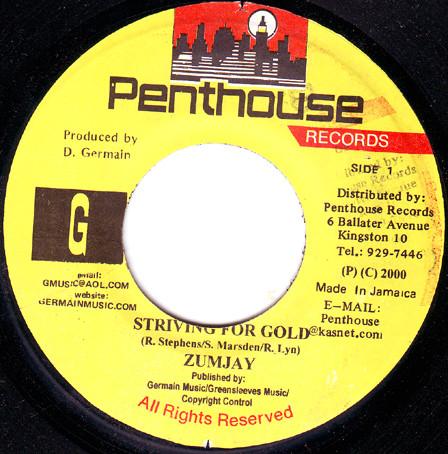 Penthouse
RECORDS
Produced by
D. Germain
by:
Records
SIDE 1
Distributed by:
Penthouse Records
6 Ballater Avenue
Kingston 10
Tel.: 929-7446
(P) (C) 2000
Made In Jamaica
E-MAIL:
Penthouse
@kasnet.com
G
email:
GMUSIC@AOL.COM
website:
GERMAINMUSIC.COM
STRIVING FOR GOLD
(R. Stephens/S. Marsden/R. Lyn)
ZUMJAY
Published by:
Germain Music/Greensleeves Music/
Copyright Control
All Rights Reserved